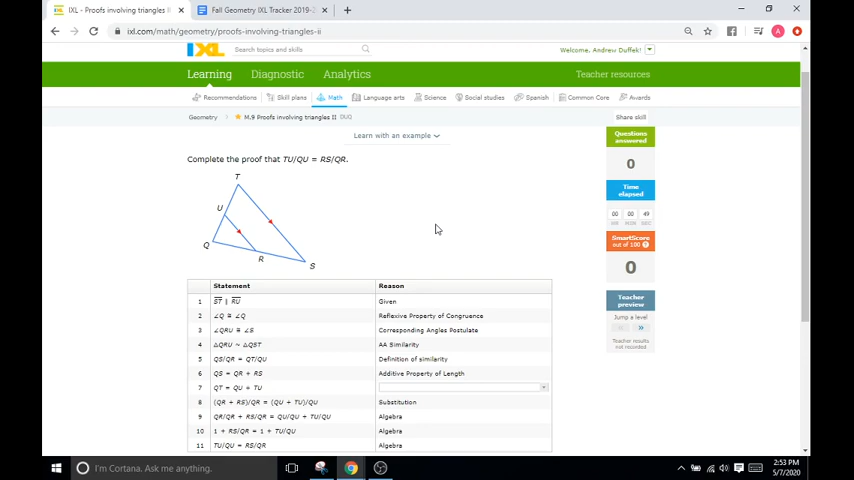 IXL - Proofs involving triangles II
Fall Geometry IXL Tracker 2019-2
ixl.com/math/geometry/proofs-involving-triangles-ii
IXL
Search topics and skills
Welcome, Andrew Duffek!
Learning
Diagnostic
Analytics
Teacher resources
Recommendations
Skill plans
Math
Language arts
Science
Social studies
Spanish
Common Core
Awards
Geometry > M.9 Proofs involving triangles II
Share skill
Learn with an example
Questions
answered
0
Time
elapsed
00 00 49
HR MIN SEC
SmartScore
out of 100
0
Teacher
preview
Jump a level
Teacher results
not recorded
Complete the proof that TU/QU = RS/QR.
T
U
Q
R
S
Statement Reason
1 ST ∥ RU Given
2 ∠Q ≅ ∠Q Reflexive Property of Congruence
3 ∠QRU ≅ ∠S Corresponding Angles Postulate
4 △QRU ~ △QST AA Similarity
5 QS/QR = QT/QU Definition of similarity
6 QS = QR + RS Additive Property of Length
7 QT = QU + TU
8 (QR + RS)/QR = (QU + TU)/QU Substitution
9 QR/QR + RS/QR = QU/QU + TU/QU Algebra
10 1 + RS/QR = 1 + TU/QU Algebra
11 TU/QU = RS/QR Algebra
I'm Cortana. Ask me anything.
2:53 PM
5/7/2020